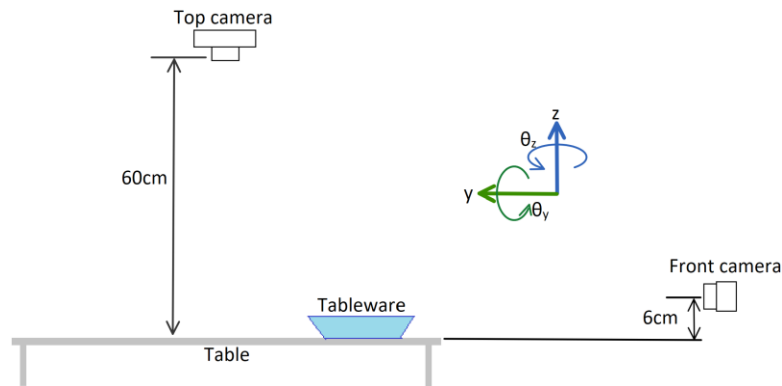 Top camera
z
θz
60cm
y
θy
Front camera
Tableware
6cm
Table